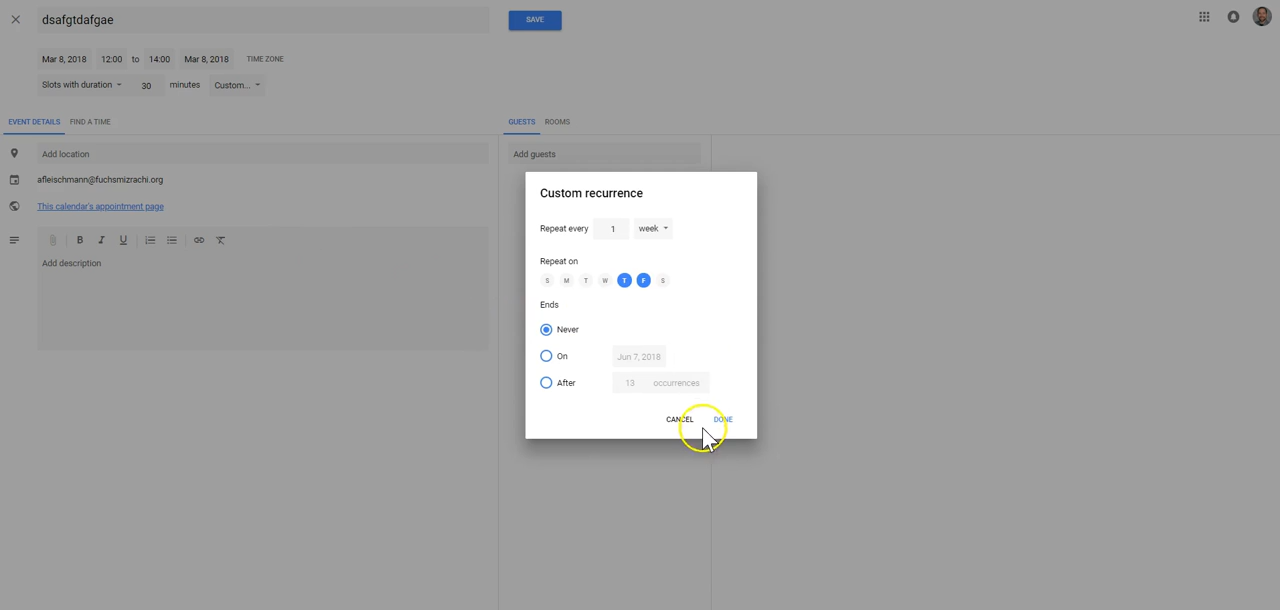 dsafgtdafgae
SAVE
Mar 8, 2018 12:00 to 14:00 Mar 8, 2018 TIME ZONE
Slots with duration 30 minutes Custom...
EVENT DETAILS FIND A TIME
GUESTS ROOMS
Add location
Add guests
afleischmann@fuchsmizrachi.org
This calendar's appointment page
B I U
Add description
Custom recurrence
Repeat every 1 week
Repeat on
S M T W T F S
Ends
Never
On Jun 7, 2018
After 13 occurrences
CANCEL DONE